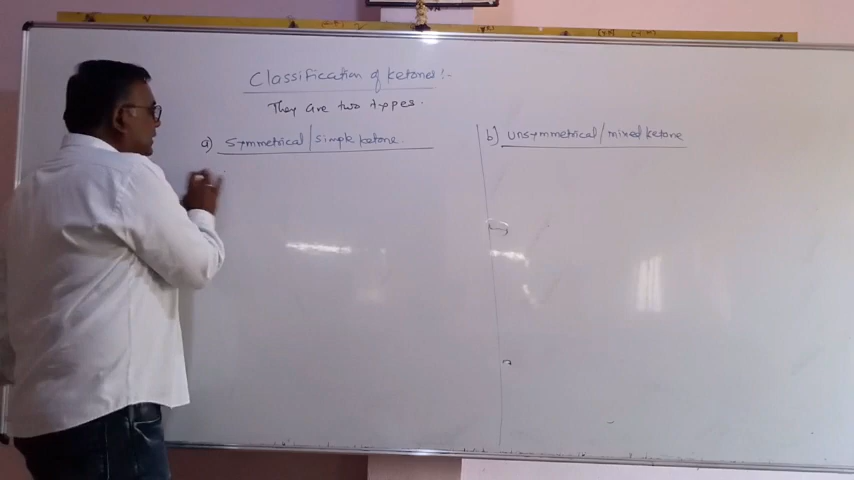 Classification of ketones :-
They are two types.
a) Symmetrical / simple ketone.
b) Unsymmetrical / mixed ketone